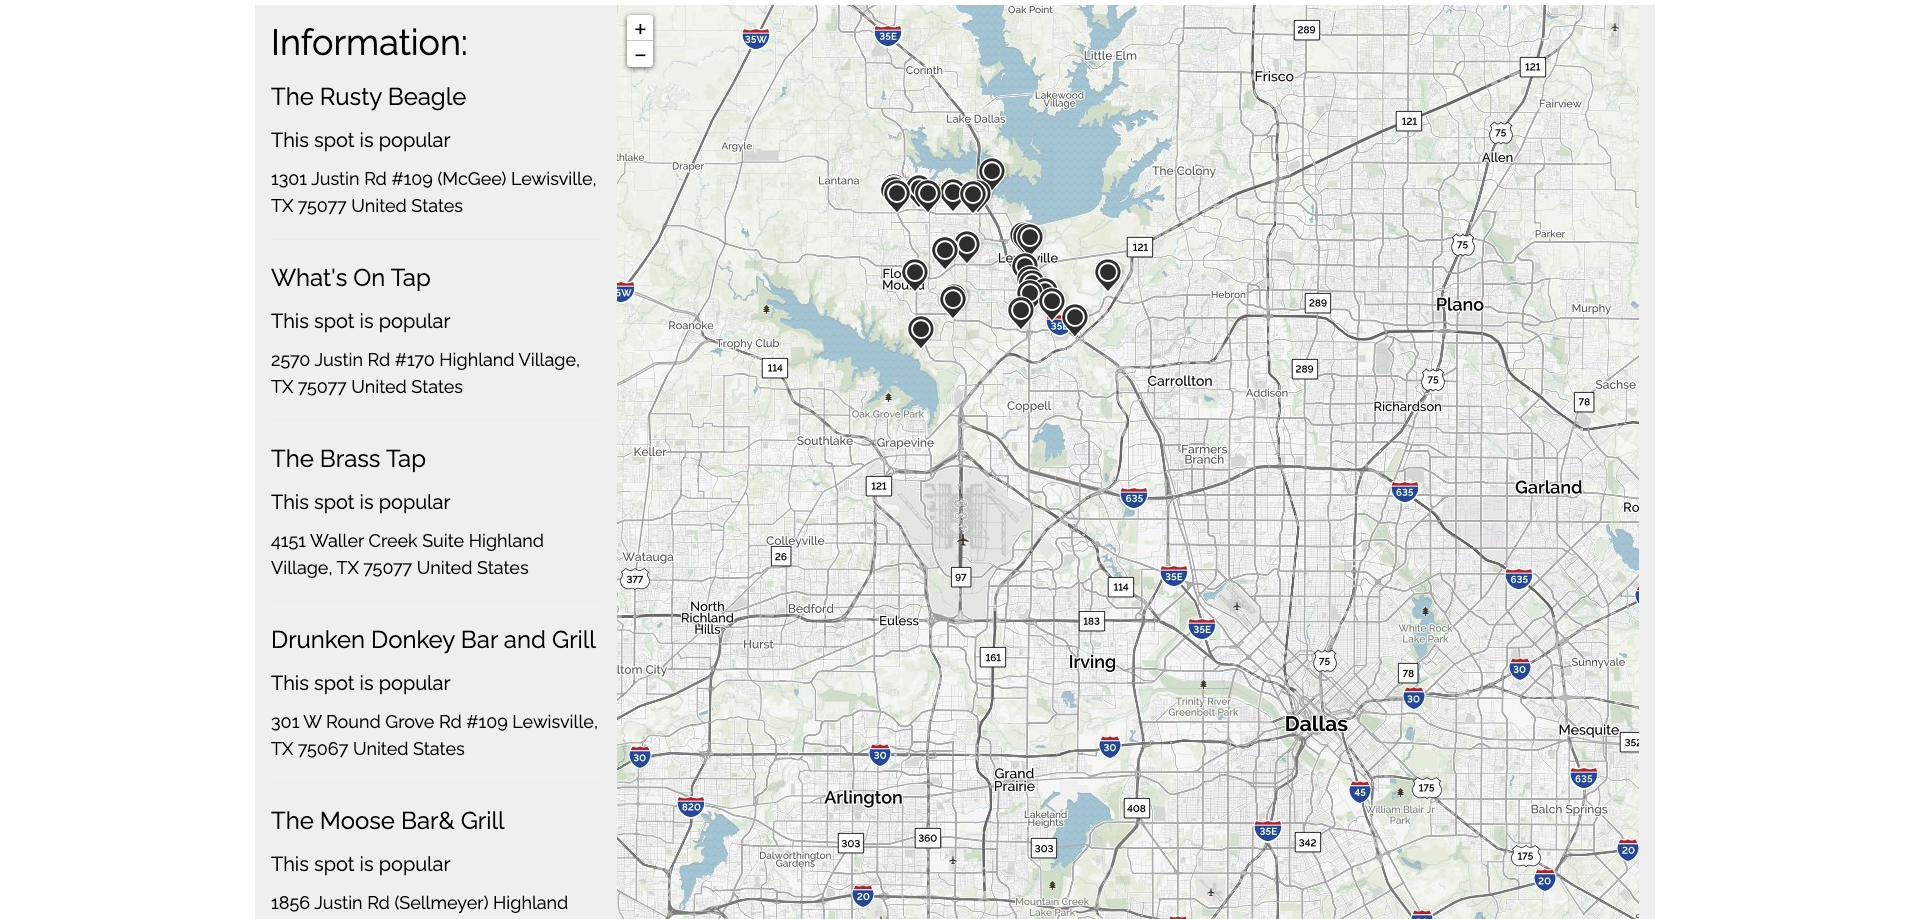 Information:
The Rusty Beagle
This spot is popular
1301 Justin Rd #109 (McGee) Lewisville,
TX 75077 United States
What's On Tap
This spot is popular
2570 Justin Rd #170 Highland Village,
TX 75077 United States
The Brass Tap
This spot is popular
4151 Waller Creek Suite Highland
Village, TX 75077 United States
Drunken Donkey Bar and Grill
This spot is popular
301 W Round Grove Rd #109 Lewisville,
TX 75067 United States
The Moose Bar& Grill
This spot is popular
1856 Justin Rd (Sellmeyer) Highland
+
−
Oak Point
289
35W
35E
Little Elm
121
Corinth
Frisco
Lakewood
Village
Fairview
Lake Dallas
121
75
Argyle
Allen
Draper
The Colony
Lantana
Parker
121
75
Hebron
289
Plano
Murphy
Roanoke
Trophy Club
114
289
Carrollton
75
Sachse
Addison
78
Oak Grove Park
Coppell
Richardson
Southlake
Grapevine
Keller
Farmers
Branch
121
635
635
Garland
Colleyville
Watauga
26
377
97
114
35E
635
North
Richland
Hills
Bedford
Euless
183
35E
White Rock
Lake Park
Hurst
161
Irving
75
78
30
Sunnyvale
Trinity River
Greenbelt Park
30
Dallas
Mesquite
30
30
30
Grand
Prairie
635
Arlington
45
175
820
408
William Blair Jr
Park
Balch Springs
Lakeland
Heights
303
360
303
35E
342
Dalworthington
Gardens
175
20
20
20
Mountain Creek
Lake Park